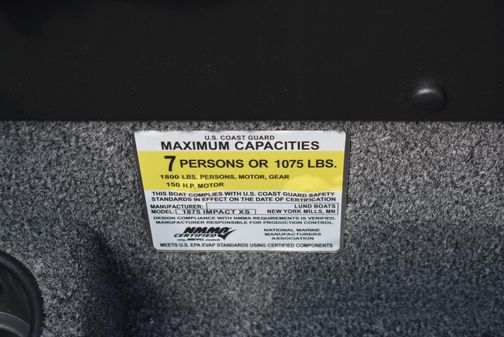 U.S. COAST GUARD
MAXIMUM CAPACITIES
7 PERSONS OR 1075 LBS.
1800 LBS. PERSONS, MOTOR, GEAR
150 H.P. MOTOR
THIS BOAT COMPLIES WITH U.S. COAST GUARD SAFETY
STANDARDS IN EFFECT ON THE DATE OF CERTIFICATION
MANUFACTURER: LUND BOATS
MODEL: 1875 IMPACT XS NEW YORK MILLS, MN
DESIGN COMPLIANCE WITH NMMA REQUIREMENTS IS VERIFIED.
MANUFACTURER RESPONSIBLE FOR PRODUCTION CONTROL.
NMMA
CERTIFIED
using ABYC standards
NATIONAL MARINE
MANUFACTURERS
ASSOCIATION
MEETS U.S. EPA EVAP STANDARDS USING CERTIFIED COMPONENTS